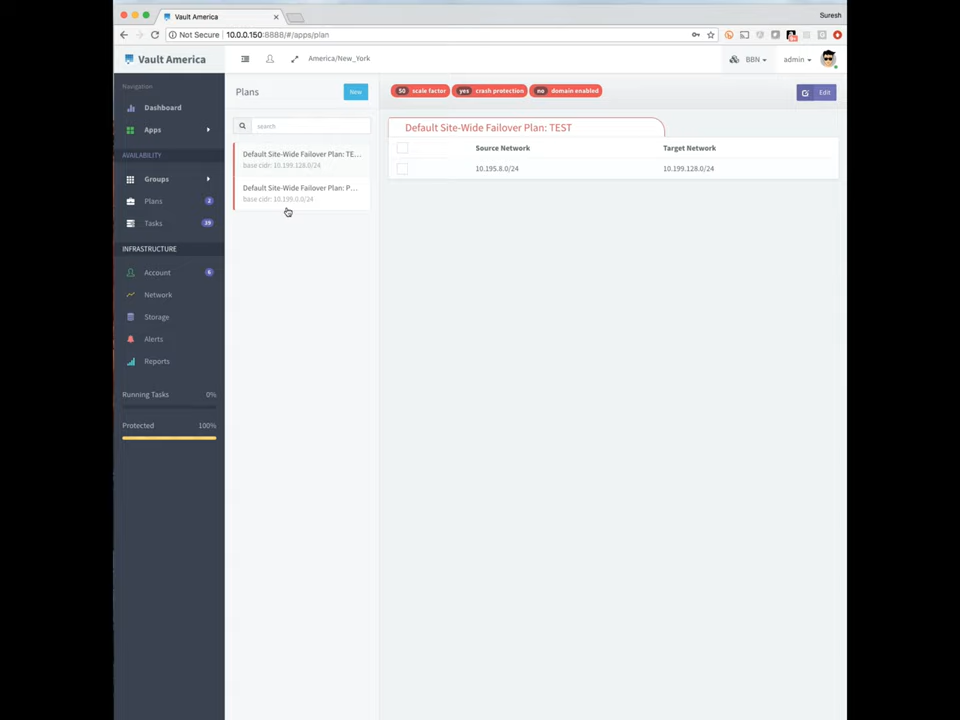 Vault America
Suresh
Not Secure 10.0.0.150:8888/#/apps/plan
Vault America
America/New_York
BBN
admin
Navigation
Dashboard
Apps
AVAILABILITY
Groups
Plans 2
Tasks 39
INFRASTRUCTURE
Account 6
Network
Storage
Alerts
Reports
Running Tasks 0%
Protected 100%
Plans
New
search
Default Site-Wide Failover Plan: TE...
base cidr: 10.199.128.0/24
Default Site-Wide Failover Plan: P...
base cidr: 10.199.0.0/24
50 scale factor
yes crash protection
no domain enabled
Edit
Default Site-Wide Failover Plan: TEST
Source Network Target Network
10.195.8.0/24 10.199.128.0/24